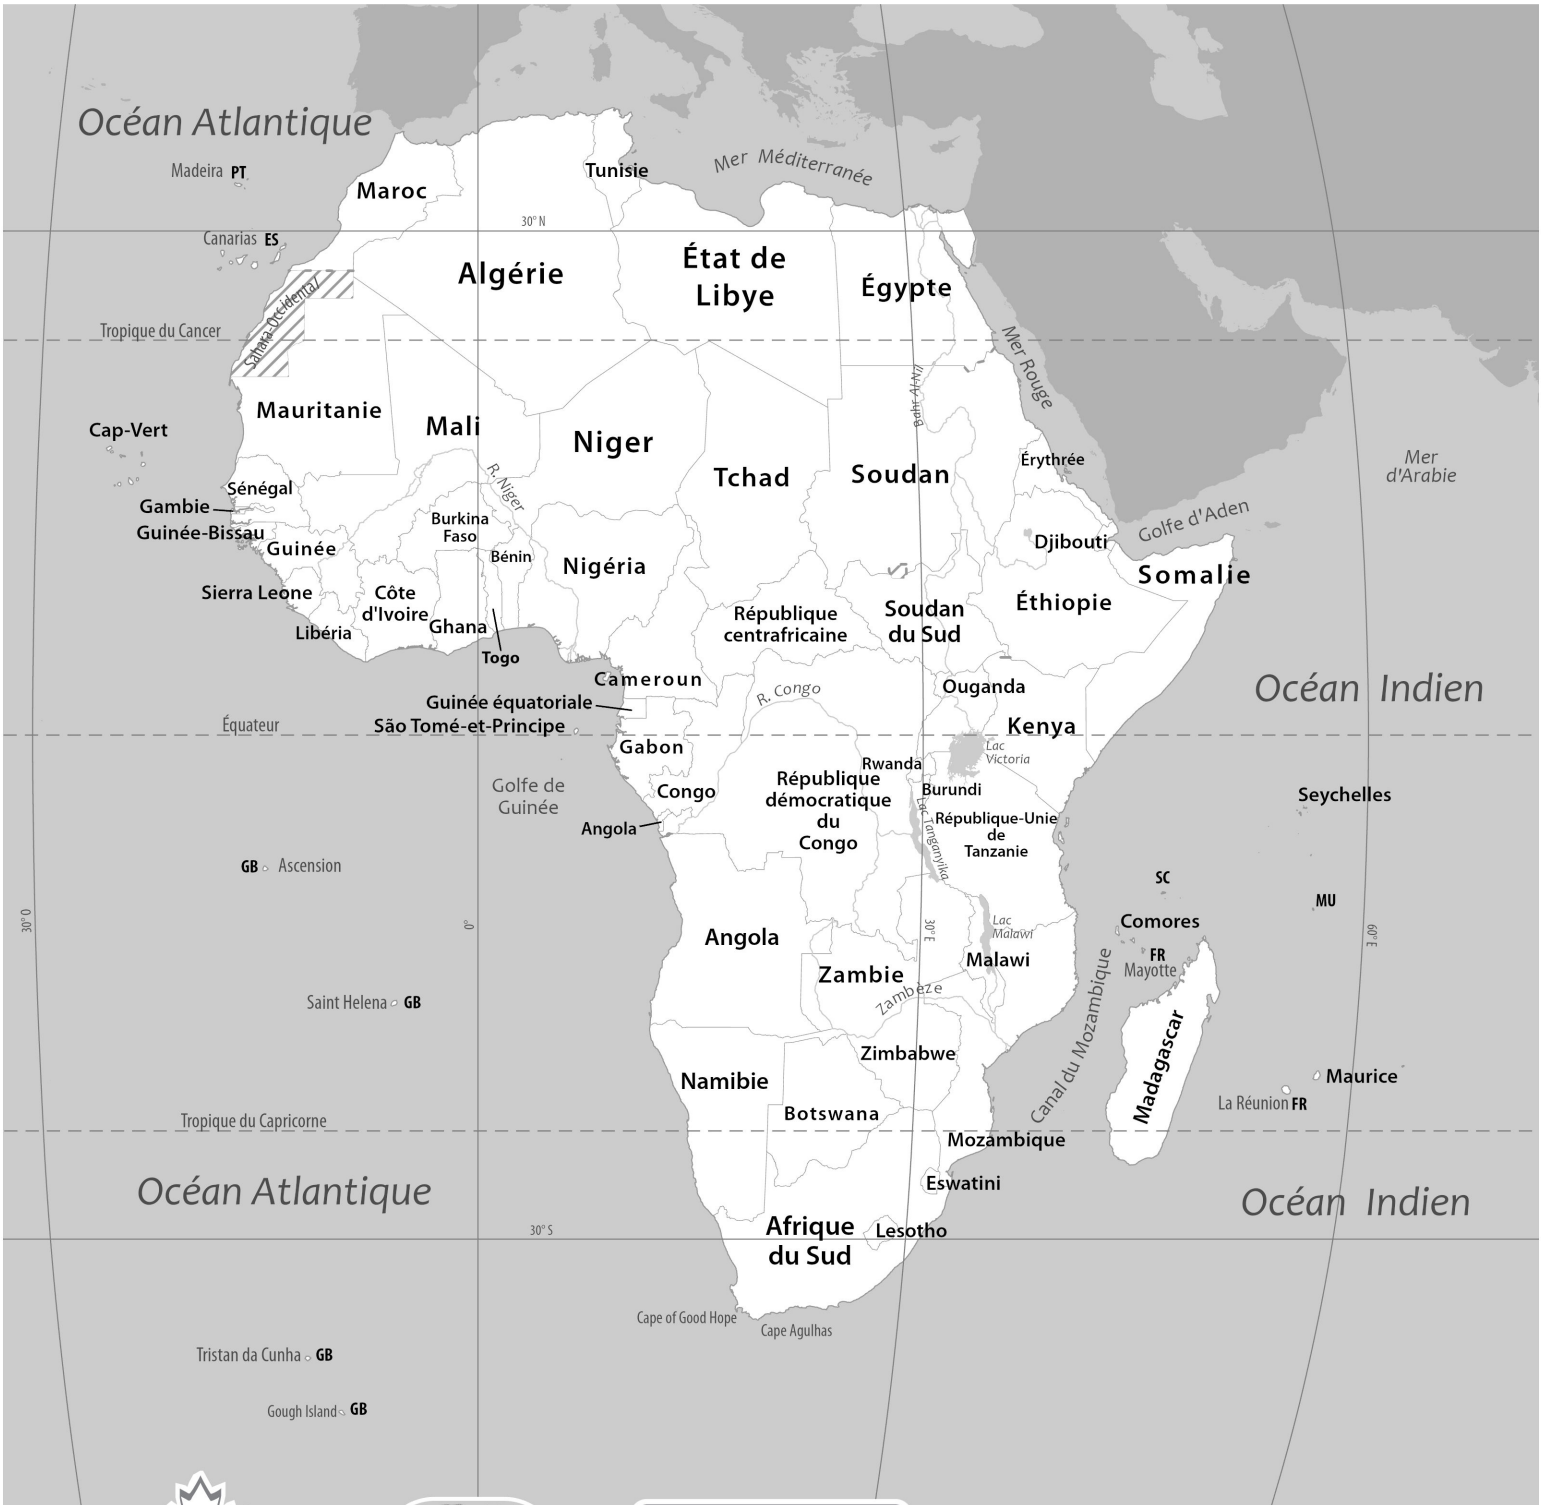 Océan Atlantique
Madeira PT
Canarias ES
Mer Méditerranée
30° N
Maroc
Tunisie
Algérie
État de
Libye
Égypte
Sahara-Occidental
Tropique du Cancer
Mer Rouge
Bahr Al-Nil
Mauritanie
Mali
Niger
Tchad
Soudan
Érythrée
Cap-Vert
Mer
d'Arabie
Sénégal
R. Niger
Gambie
Guinée-Bissau
Guinée
Burkina
Faso
Bénin
Nigéria
Djibouti
Golfe d'Aden
Somalie
Sierra Leone
Côte
d'Ivoire
Ghana
Libéria
Togo
République
centrafricaine
Soudan
du Sud
Éthiopie
Cameroun
Guinée équatoriale
São Tomé-et-Principe
R. Congo
Ouganda
Kenya
Océan Indien
Équateur
Gabon
Golfe de
Guinée
Congo
Angola
République
démocratique
du
Congo
Rwanda
Burundi
Lac
Victoria
Lac Tanganyika
République-Unie
de
Tanzanie
Seychelles
GB Ascension
SC
MU
30° O
0°
30° E
60° E
Angola
Zambie
Lac
Malawi
Malawi
Comores
FR
Mayotte
Zambèze
Canal du Mozambique
Saint Helena GB
Zimbabwe
Namibie
Botswana
Madagascar
Maurice
La Réunion FR
Tropique du Capricorne
Mozambique
Océan Atlantique
Eswatini
Océan Indien
30° S
Afrique
du Sud
Lesotho
Cape of Good Hope
Cape Agulhas
Tristan da Cunha GB
Gough Island GB